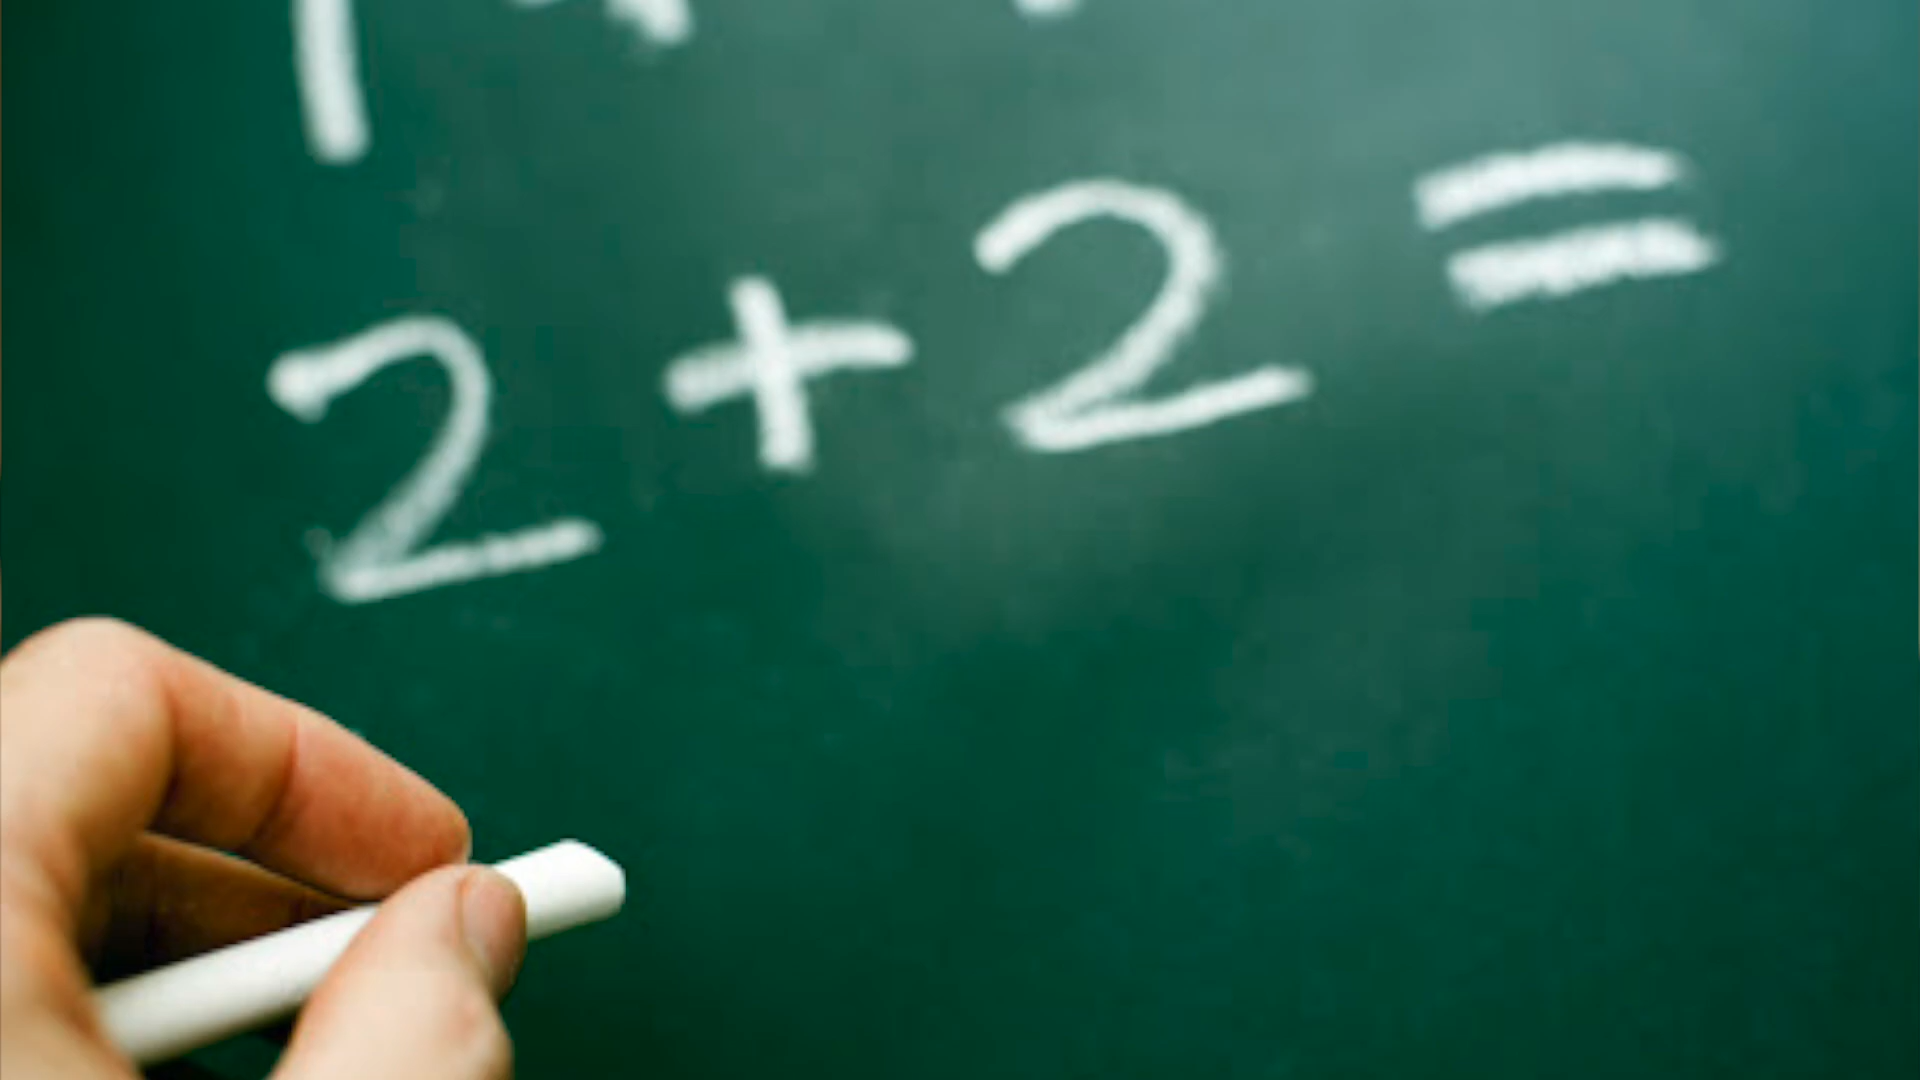 2 + 2 =